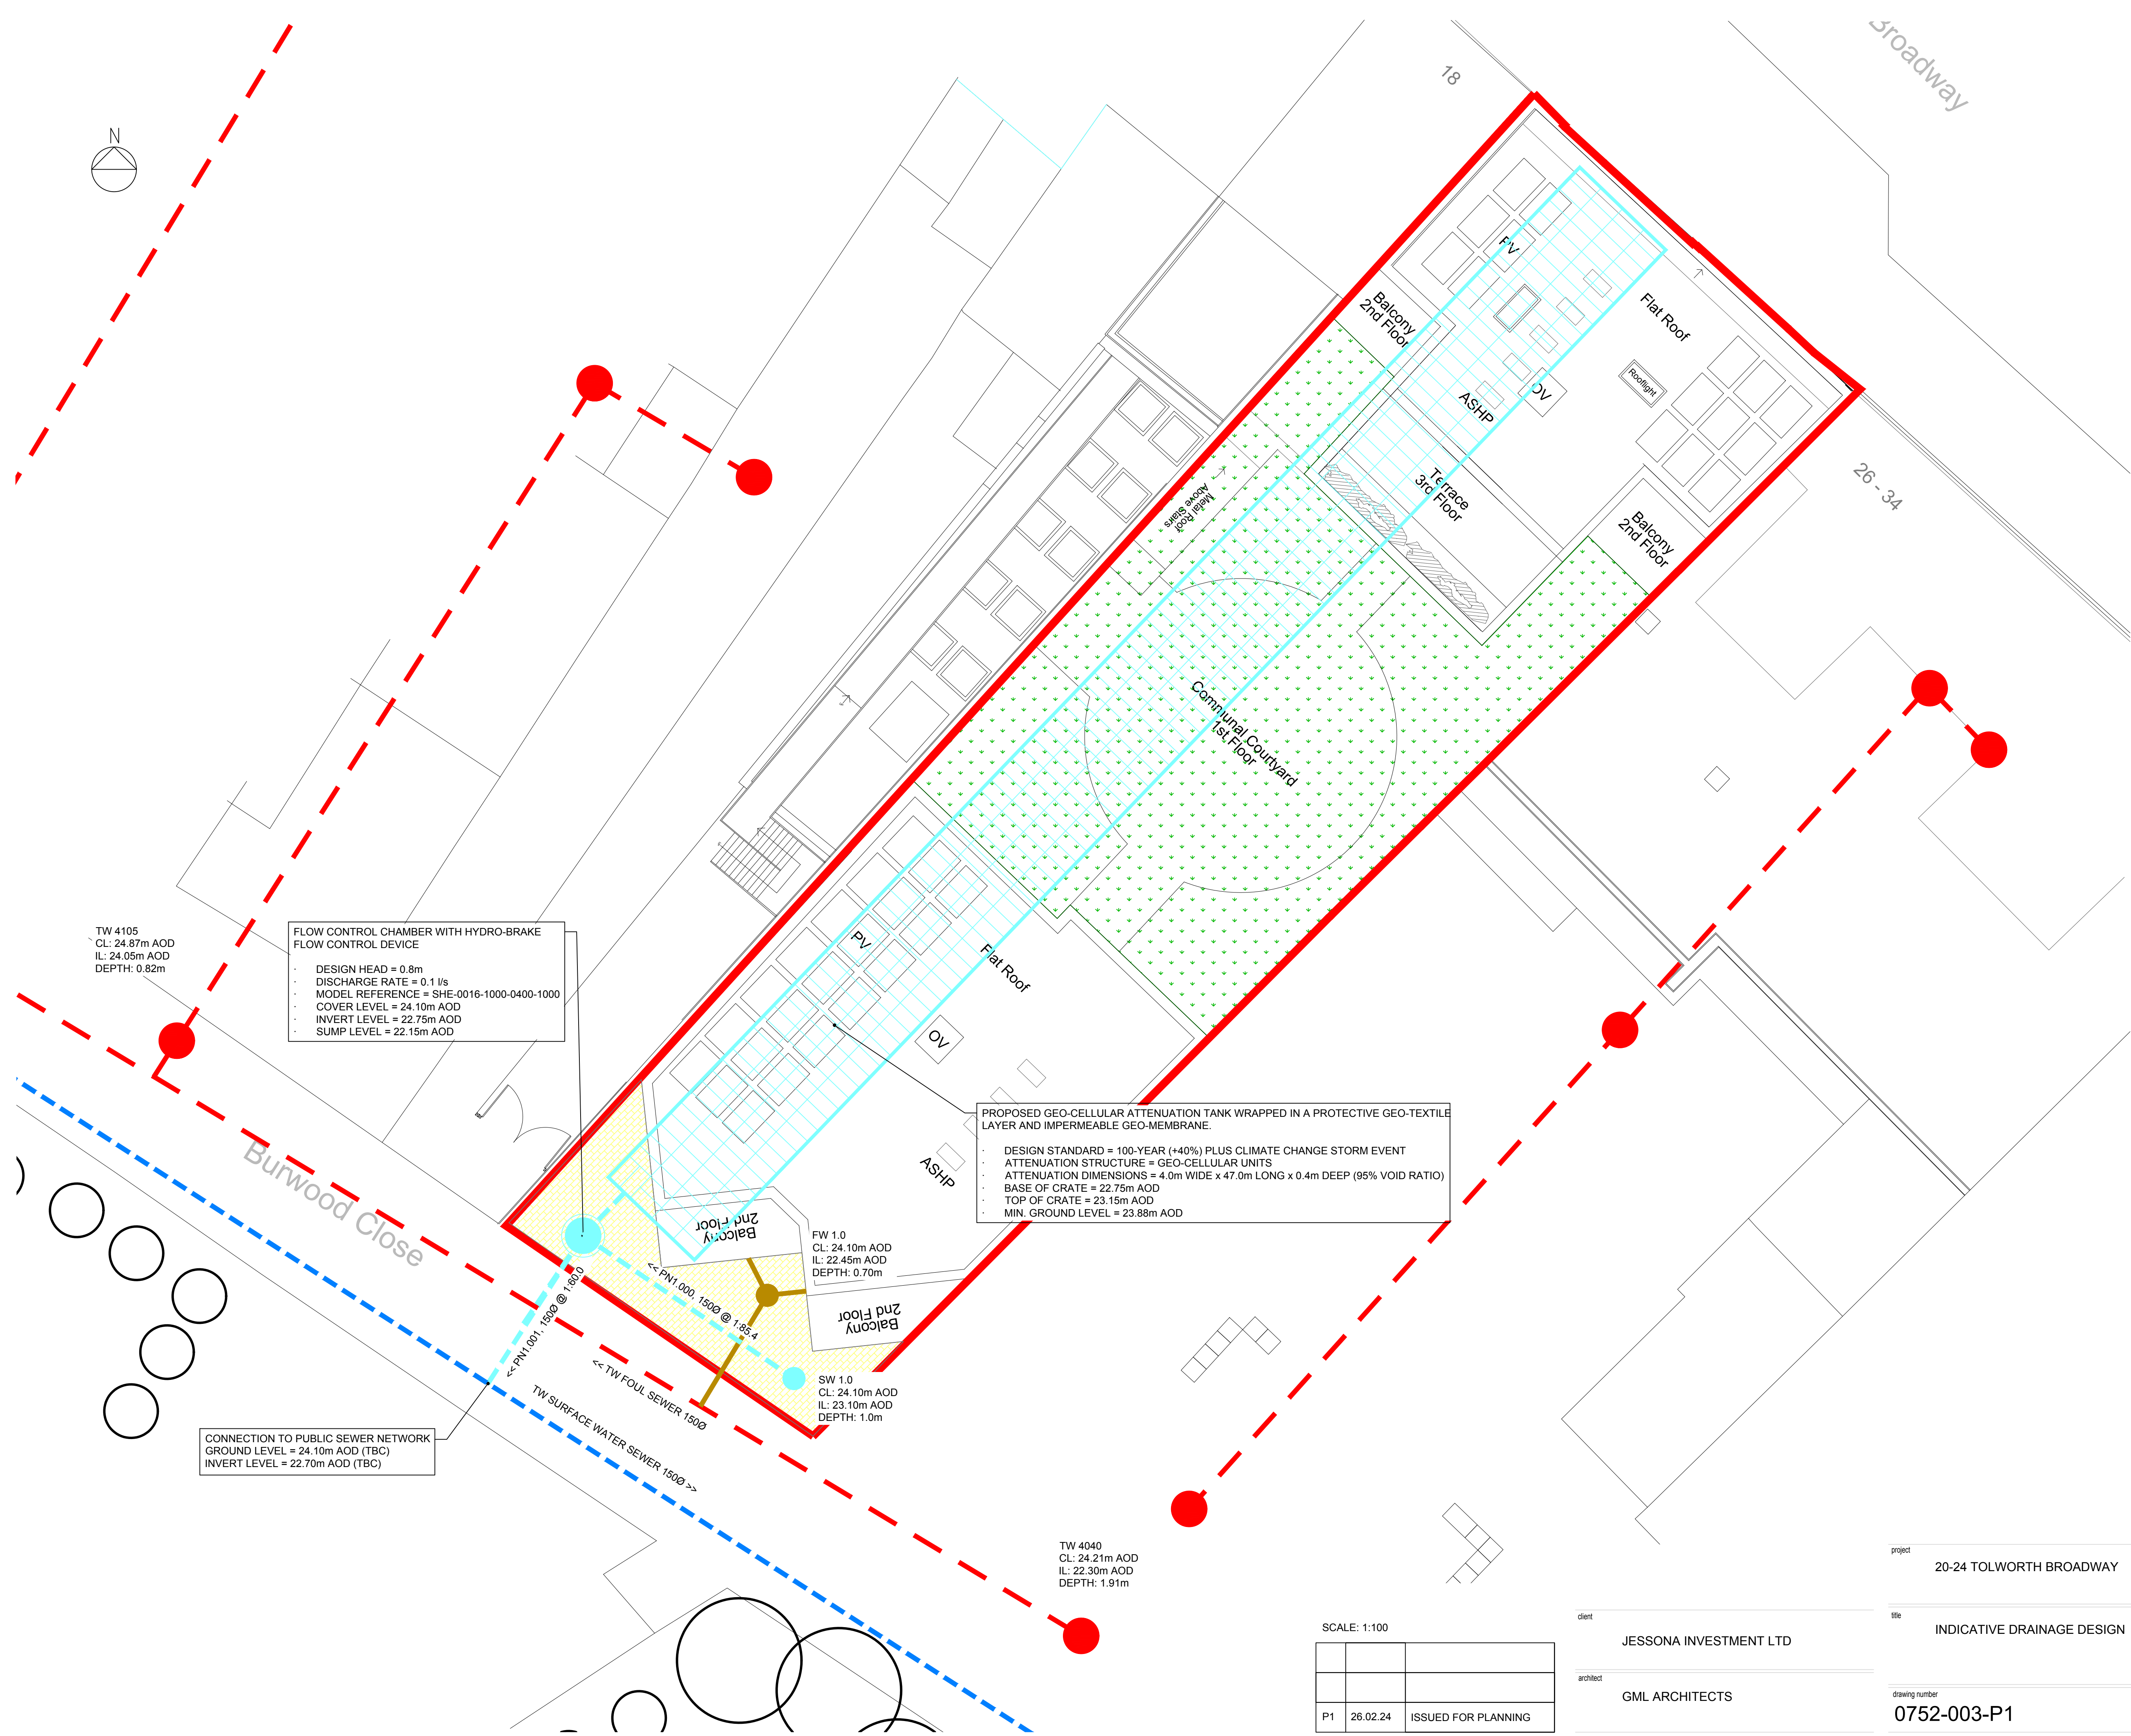 Broadway
18
N
PV
Balcony
2nd Floor
Flat Roof
Rooflight
OV
ASHP
26 - 34
Terrace
3rd Floor
Metal Roof
Above Stairs
Balcony
2nd Floor
Communal Courtyard
1st Floor
TW 4105
CL: 24.87m AOD
IL: 24.05m AOD
DEPTH: 0.82m
FLOW CONTROL CHAMBER WITH HYDRO-BRAKE
FLOW CONTROL DEVICE
· DESIGN HEAD = 0.8m
· DISCHARGE RATE = 0.1 l/s
· MODEL REFERENCE = SHE-0016-1000-0400-1000
· COVER LEVEL = 24.10m AOD
· INVERT LEVEL = 22.75m AOD
· SUMP LEVEL = 22.15m AOD
PV
Flat Roof
OV
ASHP
PROPOSED GEO-CELLULAR ATTENUATION TANK WRAPPED IN A PROTECTIVE GEO-TEXTILE
LAYER AND IMPERMEABLE GEO-MEMBRANE.
· DESIGN STANDARD = 100-YEAR (+40%) PLUS CLIMATE CHANGE STORM EVENT
· ATTENUATION STRUCTURE = GEO-CELLULAR UNITS
· ATTENUATION DIMENSIONS = 4.0m WIDE x 47.0m LONG x 0.4m DEEP (95% VOID RATIO)
· BASE OF CRATE = 22.75m AOD
· TOP OF CRATE = 23.15m AOD
· MIN. GROUND LEVEL = 23.88m AOD
Burwood Close
Balcony
2nd Floor
FW 1.0
CL: 24.10m AOD
IL: 22.45m AOD
DEPTH: 0.70m
<< PN1.000, 150Ø @ 1:85.4
<< PN1.001, 150Ø @ 1:60.0
Balcony
2nd Floor
<< TW FOUL SEWER 150Ø
TW SURFACE WATER SEWER 150Ø >>
SW 1.0
CL: 24.10m AOD
IL: 23.10m AOD
DEPTH: 1.0m
CONNECTION TO PUBLIC SEWER NETWORK
GROUND LEVEL = 24.10m AOD (TBC)
INVERT LEVEL = 22.70m AOD (TBC)
TW 4040
CL: 24.21m AOD
IL: 22.30m AOD
DEPTH: 1.91m
SCALE: 1:100
P1 26.02.24 ISSUED FOR PLANNING
client
JESSONA INVESTMENT LTD
architect
GML ARCHITECTS
project
20-24 TOLWORTH BROADWAY
title
INDICATIVE DRAINAGE DESIGN
drawing number
0752-003-P1